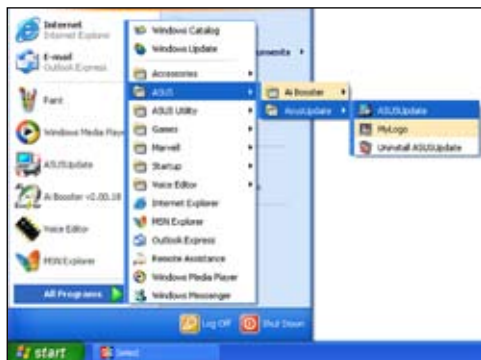 Internet
Internet Explorer
E-mail
Outlook Express
Paint
Windows Media Play
ASUSUpdate
Ai Booster v2.00.18
Voice Editor
MSN Explorer
All Programs
Windows Catalog
Windows Update
Accessories
ASUS
ASUS Utility
Games
Marvell
Startup
Voice Editor
Internet Explorer
MSN Explorer
Outlook Express
Remote Assistance
Windows Media Player
Windows Messenger
uments
Ai Booster
AsusUpdate
ASUSUpdate
MyLogo
Uninstall ASUSUpdate
Log Off
Shut Down
start